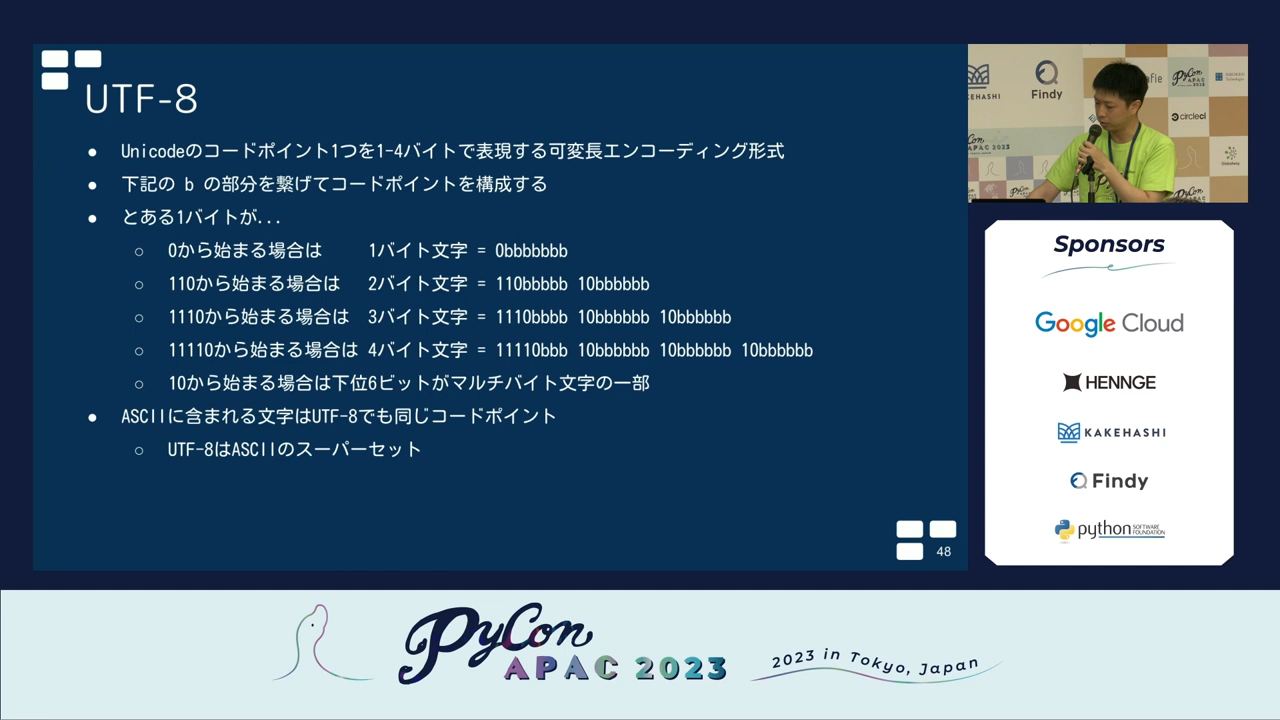 UTF-8
● Unicodeのコードポイント1つを1-4バイトで表現する可変長エンコーディング形式
● 下記の b の部分を繋げてコードポイントを構成する
● とある1バイトが...
○ 0から始まる場合は 1バイト文字 = 0bbbbbbb
○ 110から始まる場合は 2バイト文字 = 110bbbbb 10bbbbbb
○ 1110から始まる場合は 3バイト文字 = 1110bbbb 10bbbbbb 10bbbbbb
○ 11110から始まる場合は 4バイト文字 = 11110bbb 10bbbbbb 10bbbbbb 10bbbbbb
○ 10から始まる場合は下位6ビットがマルチバイト文字の一部
● ASCIIに含まれる文字はUTF-8でも同じコードポイント
○ UTF-8はASCIIのスーパーセット
48
KEHASHI
Findy
ofie
PyCon
APAC
2023
circleci
Con
APAC 2023
Sponsors
Google Cloud
HENNGE
KAKEHASHI
Findy
python SOFTWARE FOUNDATION
PyCon
APAC 2023
2023 in Tokyo, Japan